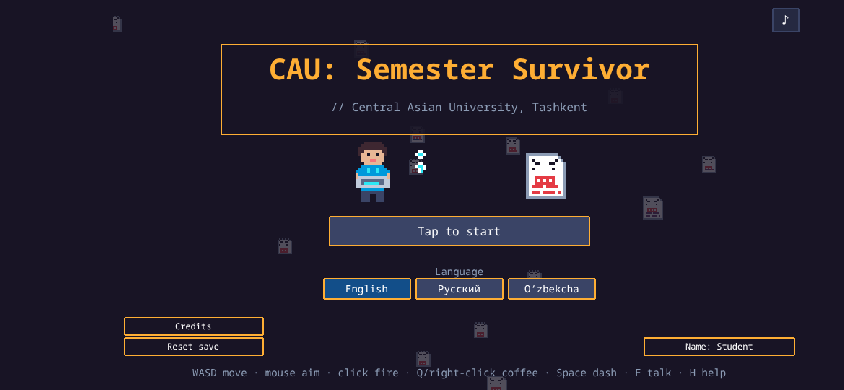 ♪
CAU: Semester Survivor
// Central Asian University, Tashkent
Tap to start
Language
English Русский Oʻzbekcha
Credits
Reset save Name: Student
WASD move · mouse aim · click fire · Q/right-click coffee · Space dash · E talk · H help